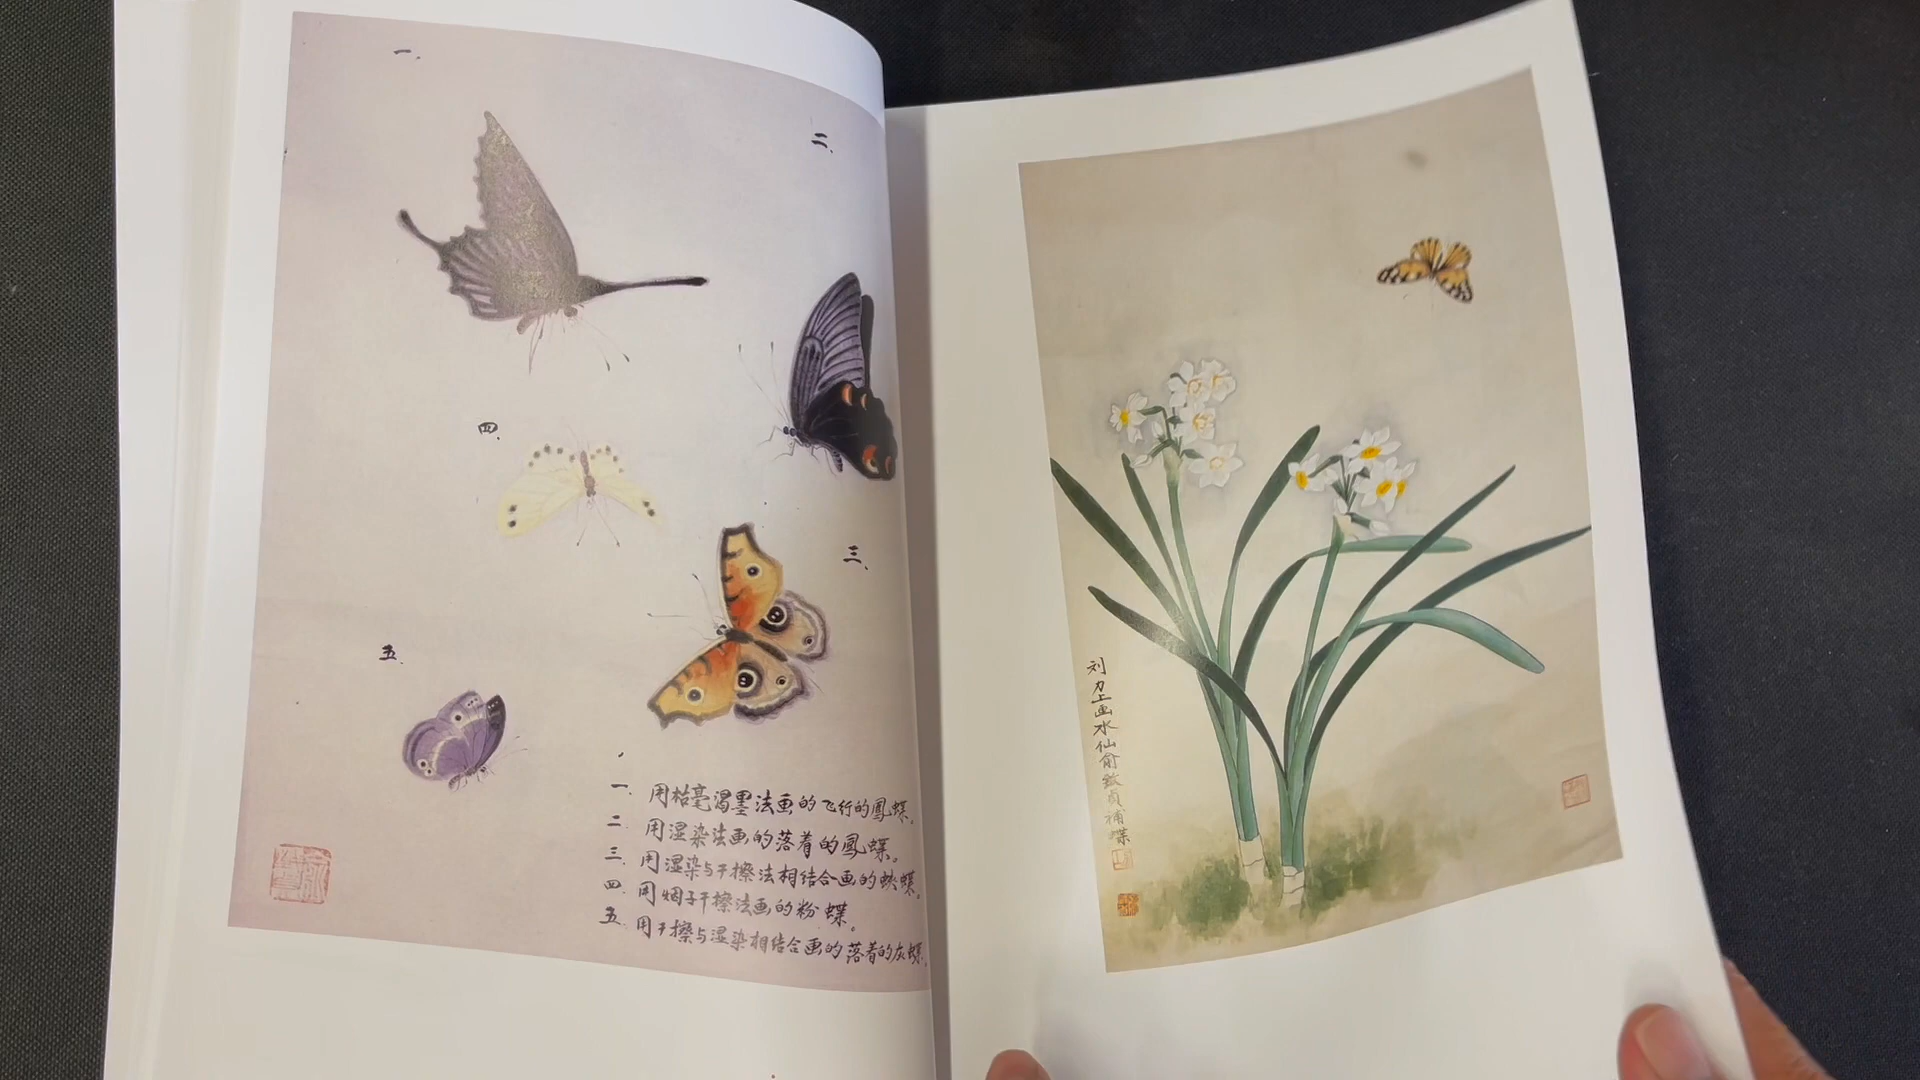 一、
二、
四、
三、
五、
一、用枯毫渴墨法画的飞行的鳳蝶。
二、用湿染法画的落着的鳳蝶。
三、用湿染与干擦法相结合画的蛱蝶。
四、用烟子干擦法画的粉蝶。
五、用干擦与湿染相结合画的落着的灰蝶。
刘力上画水仙俞致貞補蝶